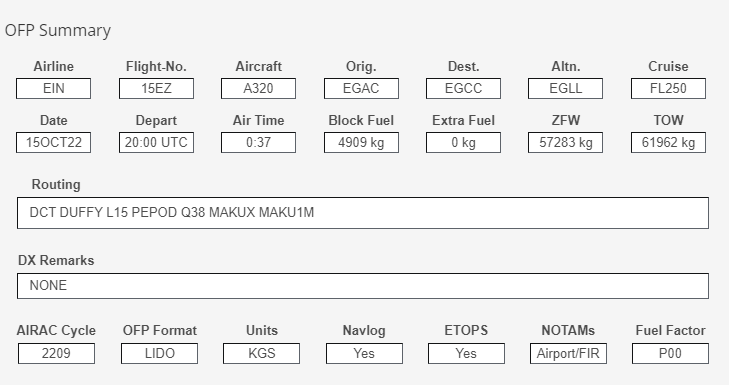 OFP Summary
Airline Flight-No. Aircraft Orig. Dest. Altn. Cruise
EIN 15EZ A320 EGAC EGCC EGLL FL250
Date Depart Air Time Block Fuel Extra Fuel ZFW TOW
15OCT22 20:00 UTC 0:37 4909 kg 0 kg 57283 kg 61962 kg
Routing
DCT DUFFY L15 PEPOD Q38 MAKUX MAKU1M
DX Remarks
NONE
AIRAC Cycle OFP Format Units Navlog ETOPS NOTAMs Fuel Factor
2209 LIDO KGS Yes Yes Airport/FIR P00